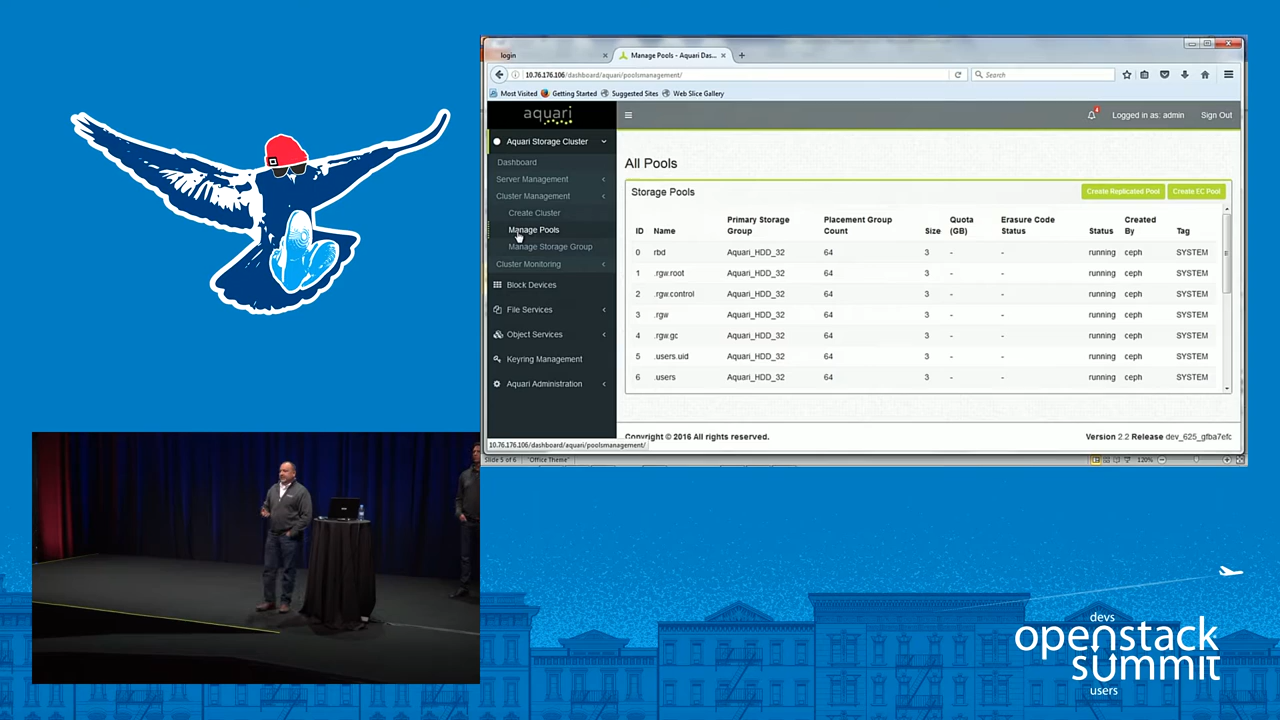 login
Manage Pools - Aquari Das...
10.76.176.106/dashboard/aquari/poolsmanagement/
Search
Most Visited Getting Started Suggested Sites Web Slice Gallery
aquari
4
Logged in as: admin Sign Out
Aquari Storage Cluster
Dashboard
Server Management
Cluster Management
Create Cluster
Manage Pools
Manage Storage Group
Cluster Monitoring
Block Devices
File Services
Object Services
Keyring Management
Aquari Administration
All Pools
Storage Pools Create Replicated Pool Create EC Pool
ID Name Primary Storage Group Placement Group Count Size Quota (GB) Erasure Code Status Status Created By Tag
0 rbd Aquari_HDD_32 64 3 - - running ceph SYSTEM
1 .rgw.root Aquari_HDD_32 64 3 - - running ceph SYSTEM
2 .rgw.control Aquari_HDD_32 64 3 - - running ceph SYSTEM
3 .rgw Aquari_HDD_32 64 3 - - running ceph SYSTEM
4 .rgw.gc Aquari_HDD_32 64 3 - - running ceph SYSTEM
5 .users.uid Aquari_HDD_32 64 3 - - running ceph SYSTEM
6 .users Aquari_HDD_32 64 3 - - running ceph SYSTEM
Copyright © 2016 All rights reserved. Version 2.2 Release dev_625_gfba7efc
10.76.176.106/dashboard/aquari/poolsmanagement/
Slide 5 of 6 "Office Theme" 120%
devs
openstack
summit
users